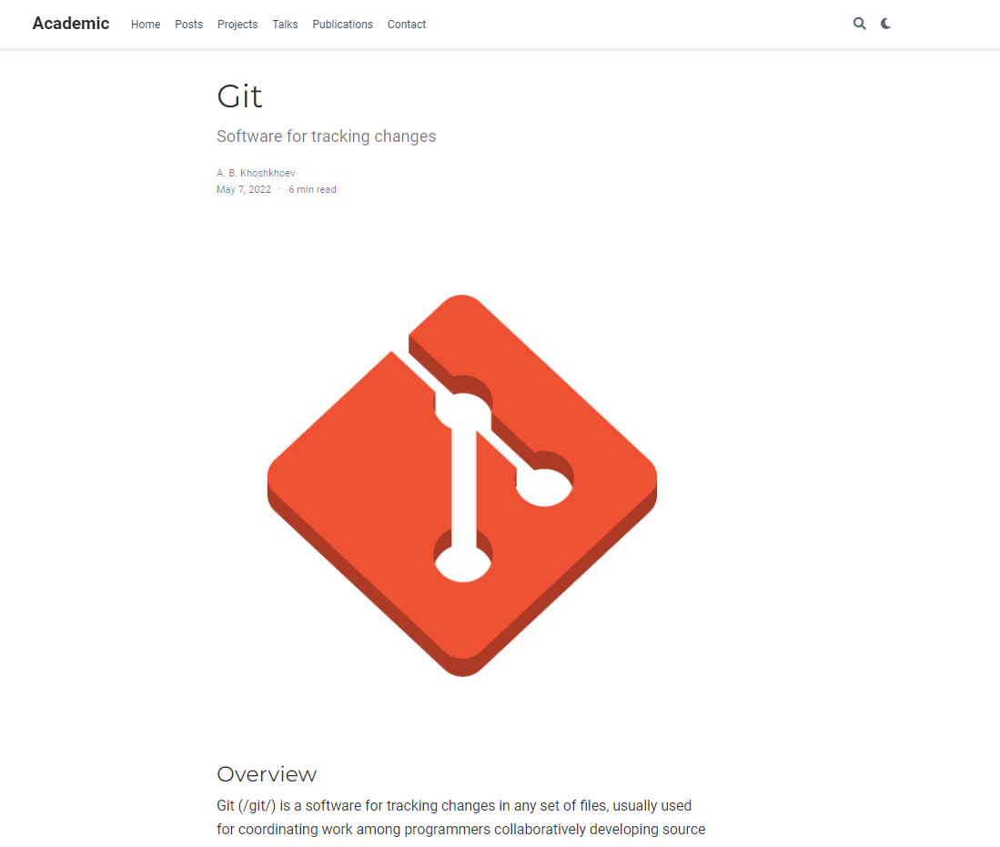 Academic Home Posts Projects Talks Publications Contact
Git
Software for tracking changes
A. B. Khoshkhoev
May 7, 2022 · 6 min read
Overview
Git (/git/) is a software for tracking changes in any set of files, usually used
for coordinating work among programmers collaboratively developing source